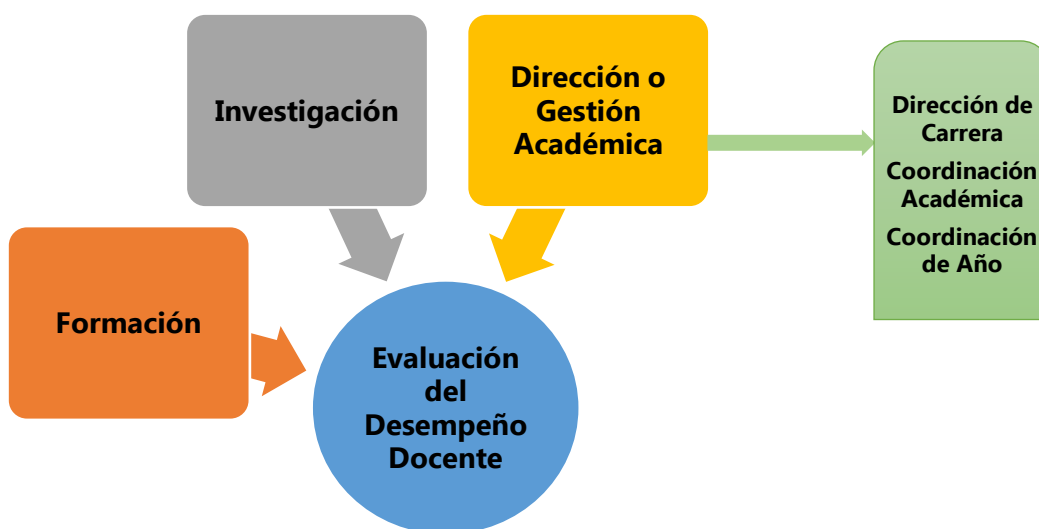 Investigación
Dirección o
Gestión
Académica
Dirección de
Carrera
Coordinación
Académica
Coordinación
de Año
Formación
Evaluación
del
Desempeño
Docente